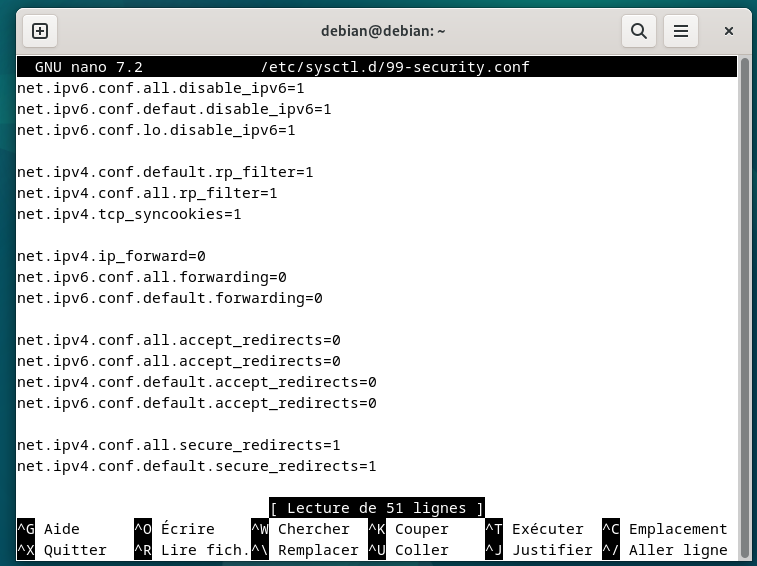 debian@debian: ~
GNU nano 7.2 /etc/sysctl.d/99-security.conf
net.ipv6.conf.all.disable_ipv6=1
net.ipv6.conf.defaut.disable_ipv6=1
net.ipv6.conf.lo.disable_ipv6=1
net.ipv4.conf.default.rp_filter=1
net.ipv4.conf.all.rp_filter=1
net.ipv4.tcp_syncookies=1
net.ipv4.ip_forward=0
net.ipv6.conf.all.forwarding=0
net.ipv6.conf.default.forwarding=0
net.ipv4.conf.all.accept_redirects=0
net.ipv6.conf.all.accept_redirects=0
net.ipv4.conf.default.accept_redirects=0
net.ipv6.conf.default.accept_redirects=0
net.ipv4.conf.all.secure_redirects=1
net.ipv4.conf.default.secure_redirects=1
[ Lecture de 51 lignes ]
^G Aide ^O Écrire ^W Chercher ^K Couper ^T Exécuter ^C Emplacement
^X Quitter ^R Lire fich. ^\ Remplacer ^U Coller ^J Justifier ^/ Aller ligne